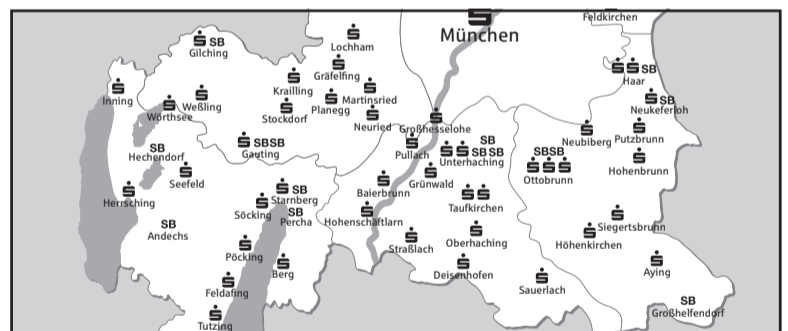 Feldkirchen
München
SB
Gilching
Lochham
Gräfelfing
SB
Haar
Krailling
Inning
Weßling
Planegg
Martinsried
SB
Neukeferloh
Wörthsee
Stockdorf
Neuried
Großhesselohe
Neubiberg
Putzbrunn
SBSB
Gauting
Pullach
SB
SB SB
Unterhaching
SB
Hechendorf
SBSB
Ottobrunn
Hohenbrunn
Seefeld
Grünwald
Baierbrunn
Herrsching
SB
Starnberg
Taufkirchen
Söcking
SB
Percha
Hohenschäftlarn
SB
Andechs
Siegertsbrunn
Höhenkirchen
Straßlach
Oberhaching
Pöcking
Berg
Deisenhofen
Aying
Feldafing
Sauerlach
SB
Großhelfendorf
Tutzing